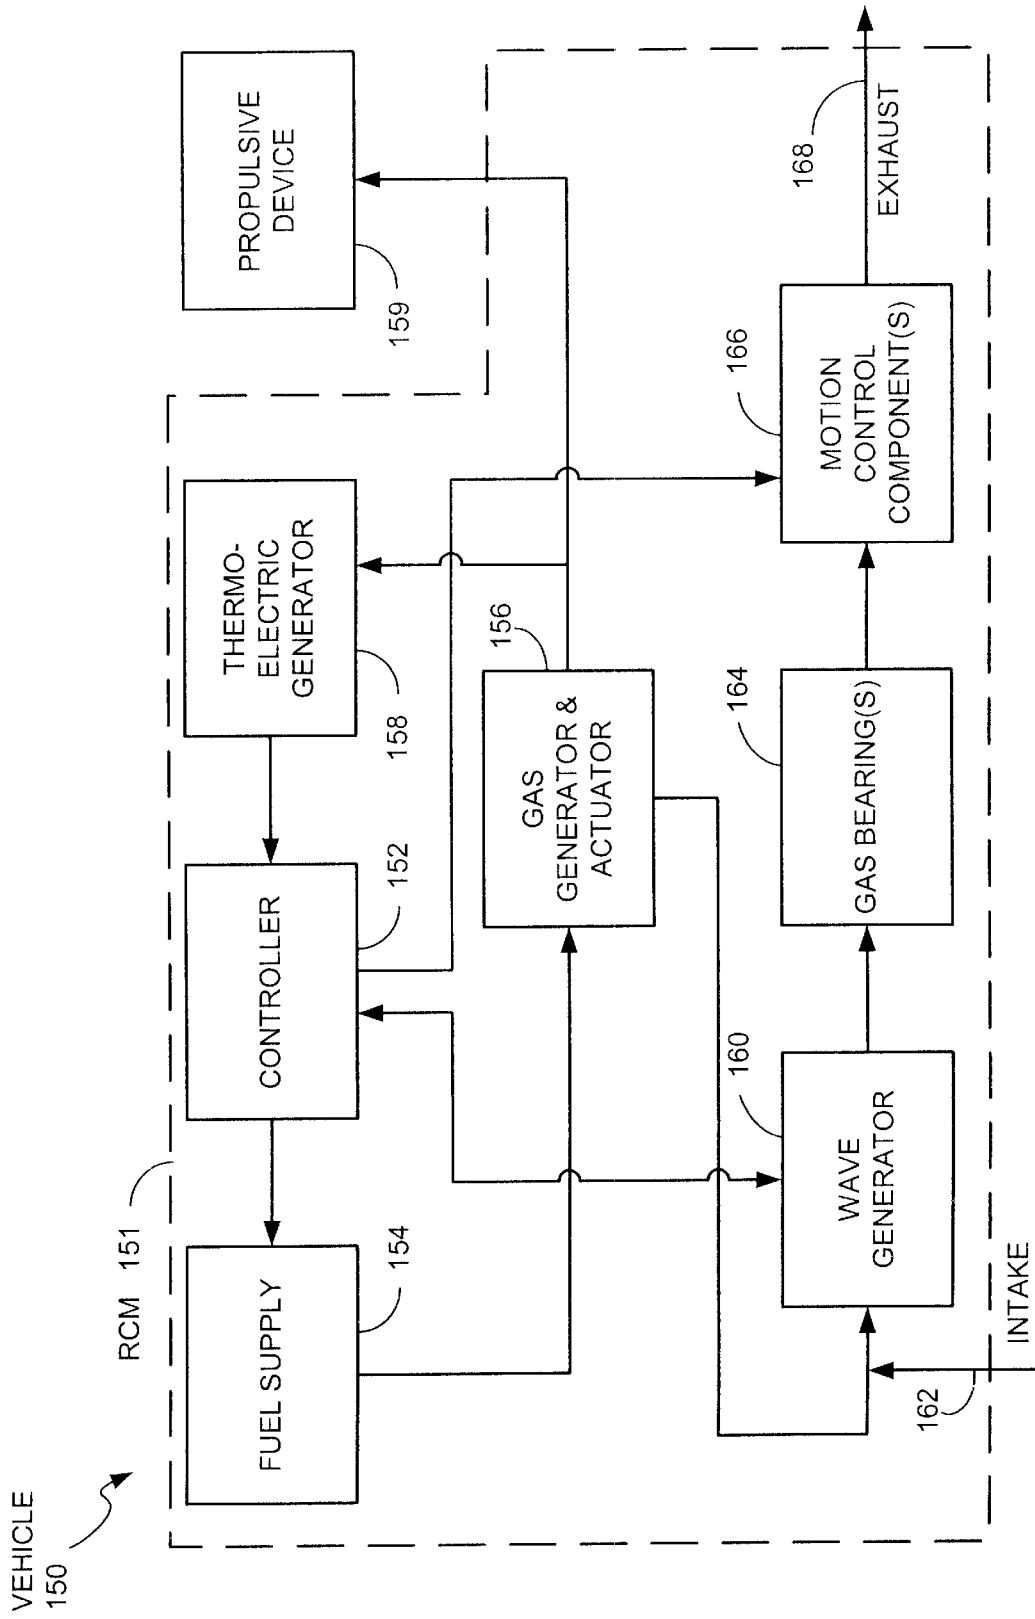 VEHICLE
150
RCM 151
FUEL SUPPLY
154
CONTROLLER
152
THERMO-
ELECTRIC
GENERATOR
158
PROPULSIVE
DEVICE
159
GAS
GENERATOR &
ACTUATOR
156
WAVE
GENERATOR
160
GAS BEARING(S)
164
MOTION
CONTROL
COMPONENT(S)
166
168
EXHAUST
162
INTAKE